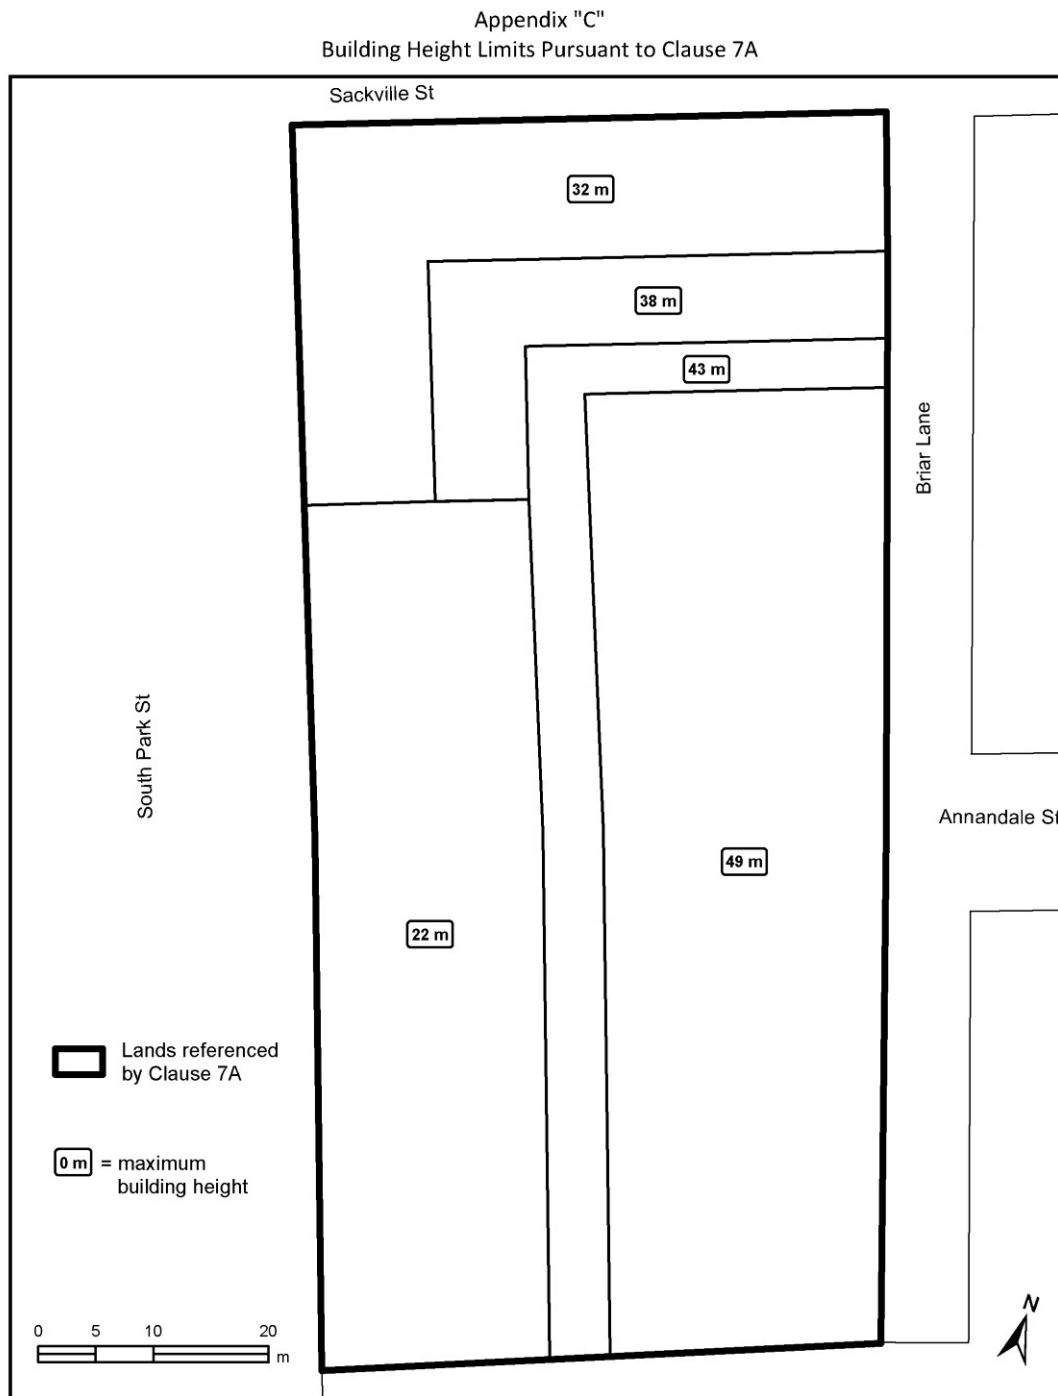 Appendix "C"
Building Height Limits Pursuant to Clause 7A
Sackville St
32 m
38 m
43 m
Briar Lane
South Park St
Annandale St
49 m
22 m
Lands referenced
by Clause 7A
0 m = maximum
building height
0 5 10 20
m
N